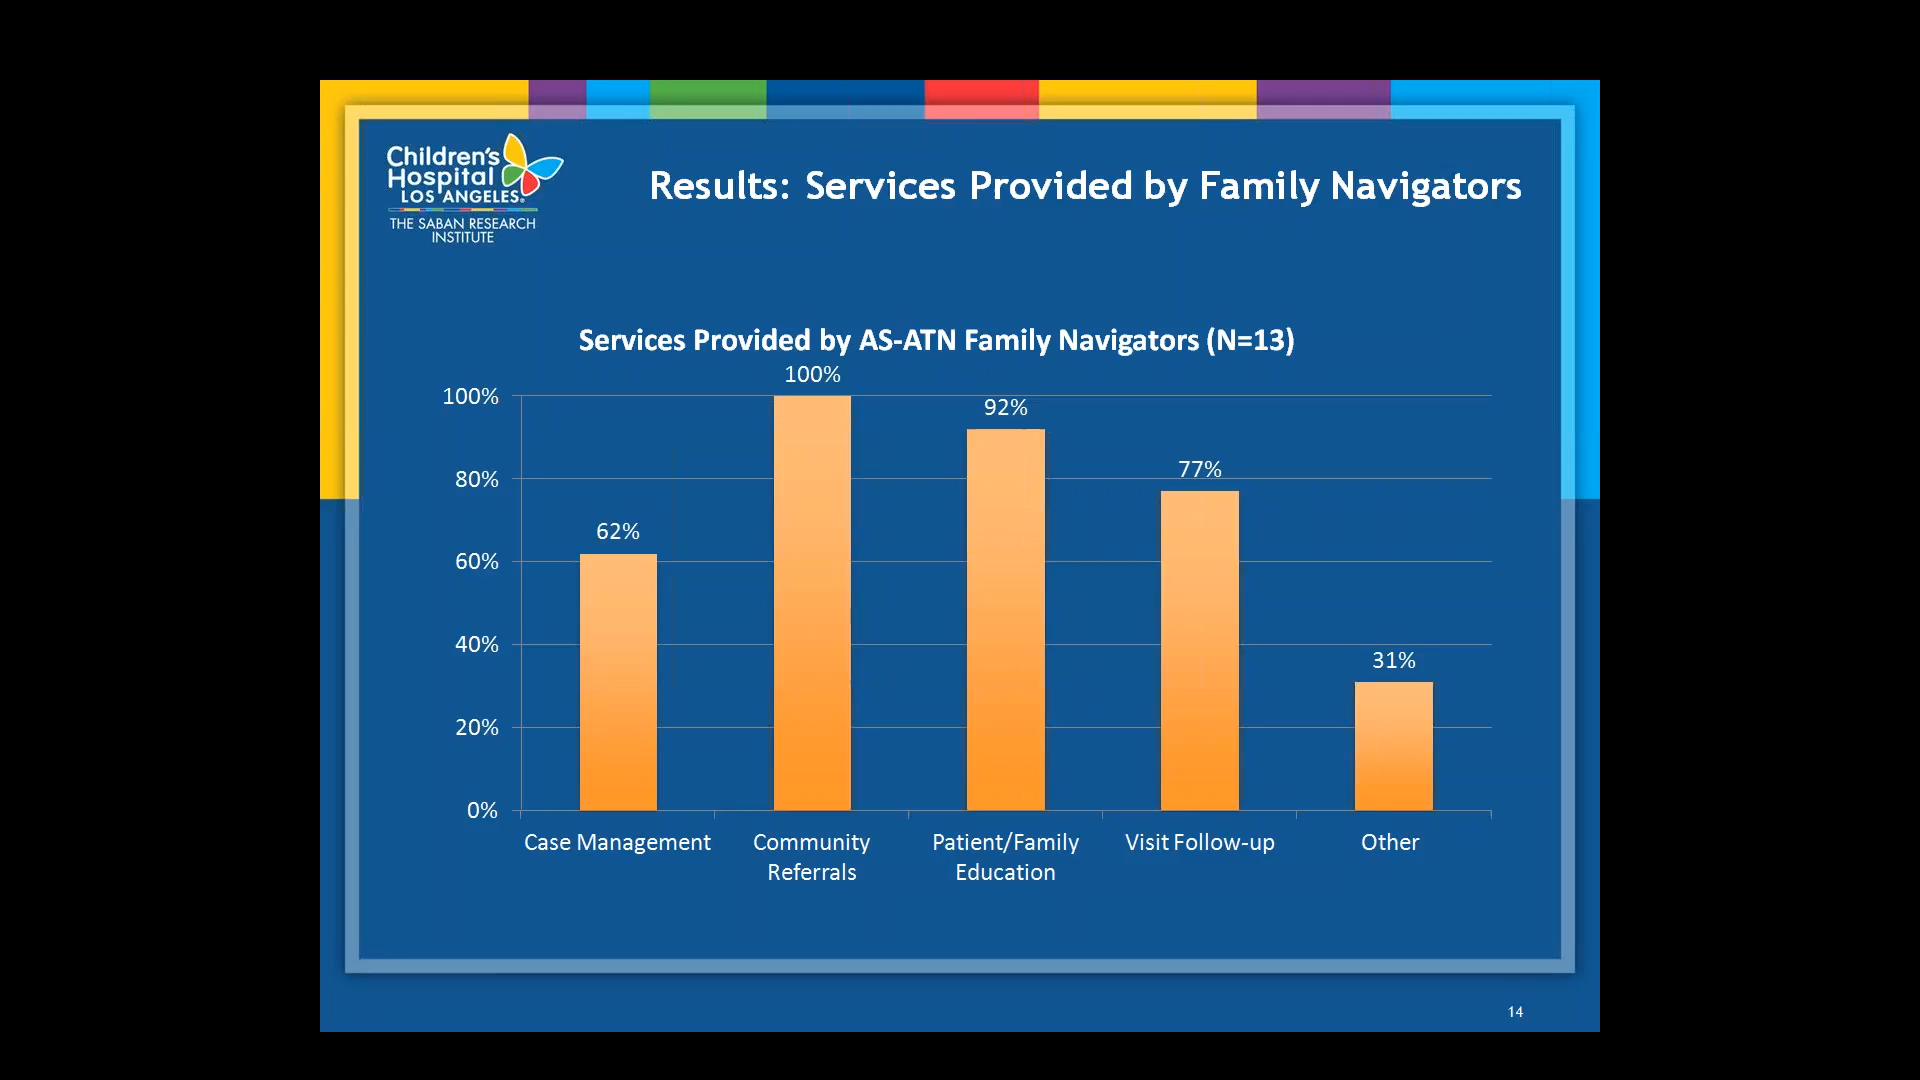 Children's
Hospital
LOS ANGELES®
THE SABAN RESEARCH
INSTITUTE
Results: Services Provided by Family Navigators
Services Provided by AS-ATN Family Navigators (N=13)
100%
80%
60%
40%
20%
0%
62%
100%
92%
77%
31%
Case Management
Community
Referrals
Patient/Family
Education
Visit Follow-up
Other
14